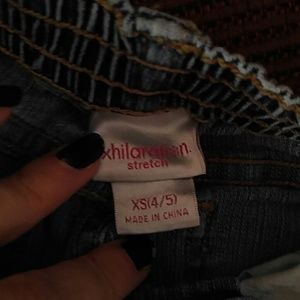 xhilaration.
stretch
XS(4/5)
MADE IN CHINA